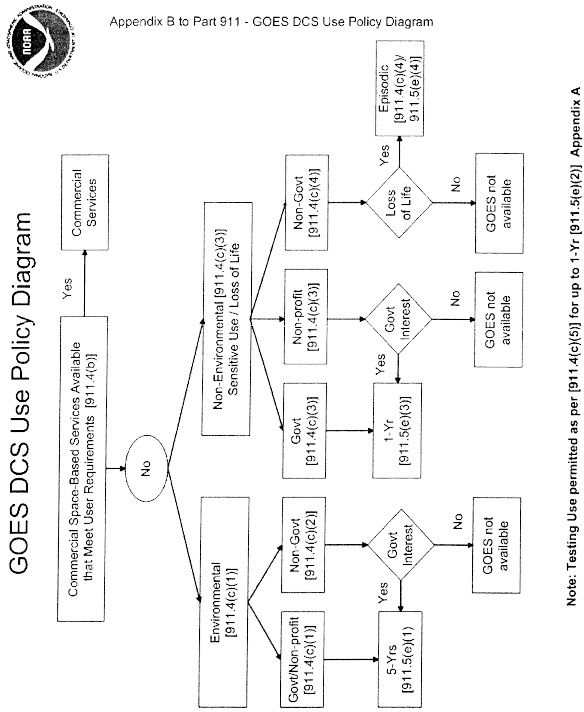 Appendix B to Part 911 - GOES DCS Use Policy Diagram
NOAA
GOES DCS Use Policy Diagram
Commercial Space-Based Services Available
that Meet User Requirements [911.4(b)]
Yes
Commercial
Services
No
Environmental
[911.4(c)(1)]
Non-Environmental [911.4(c)(3)]
Sensitive Use / Loss of Life
Govt/Non-profit
[911.4(c)(1)]
Non-Govt
[911.4(c)(2)]
Govt
[911.4(c)(3)]
Non-profit
[911.4(c)(3)]
Non-Govt
[911.4(c)(4)]
Govt
Interest
Yes
No
5-Yrs
[911.5(e)(1)
GOES not
available
Govt
Interest
Yes
No
1-Yr
[911.5(e)(3)]
GOES not
available
Loss
of Life
Yes
No
Episodic
[911.4(c)(4)/
911.5(e)(4)]
GOES not
available
Note: Testing Use permitted as per [911.4(c)(5)] for up to 1-Yr [911.5(e)(2)] Appendix A